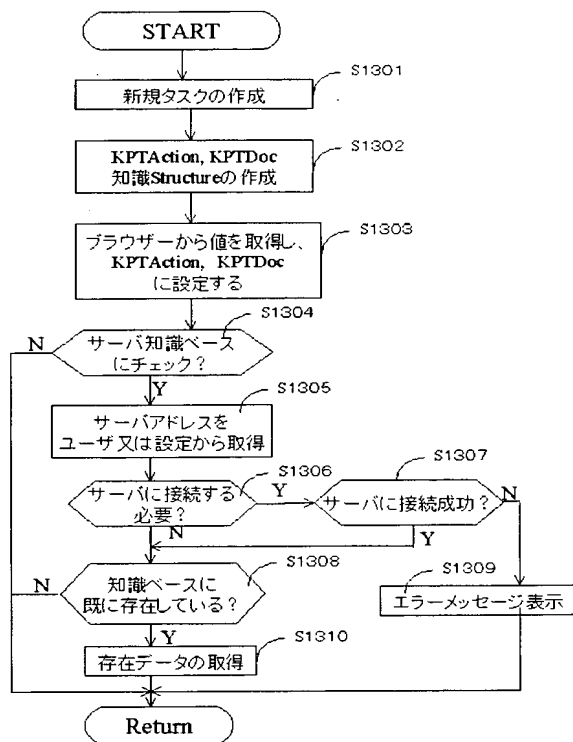 START
S1301
新規タスクの作成
S1302
KPTAction, KPTDoc
知識Structureの作成
S1303
ブラウザーから値を取得し、
KPTAction, KPTDoc
に設定する
S1304
N
サーバ知識ベース
にチェック?
Y
S1305
サーバアドレスを
ユーザ又は設定から取得
S1306
サーバに接続する
必要?
Y
N
S1307
サーバに接続成功?
N
Y
S1308
N
知識ベースに
既に存在している?
Y
S1309
エラーメッセージ表示
S1310
存在データの取得
Return